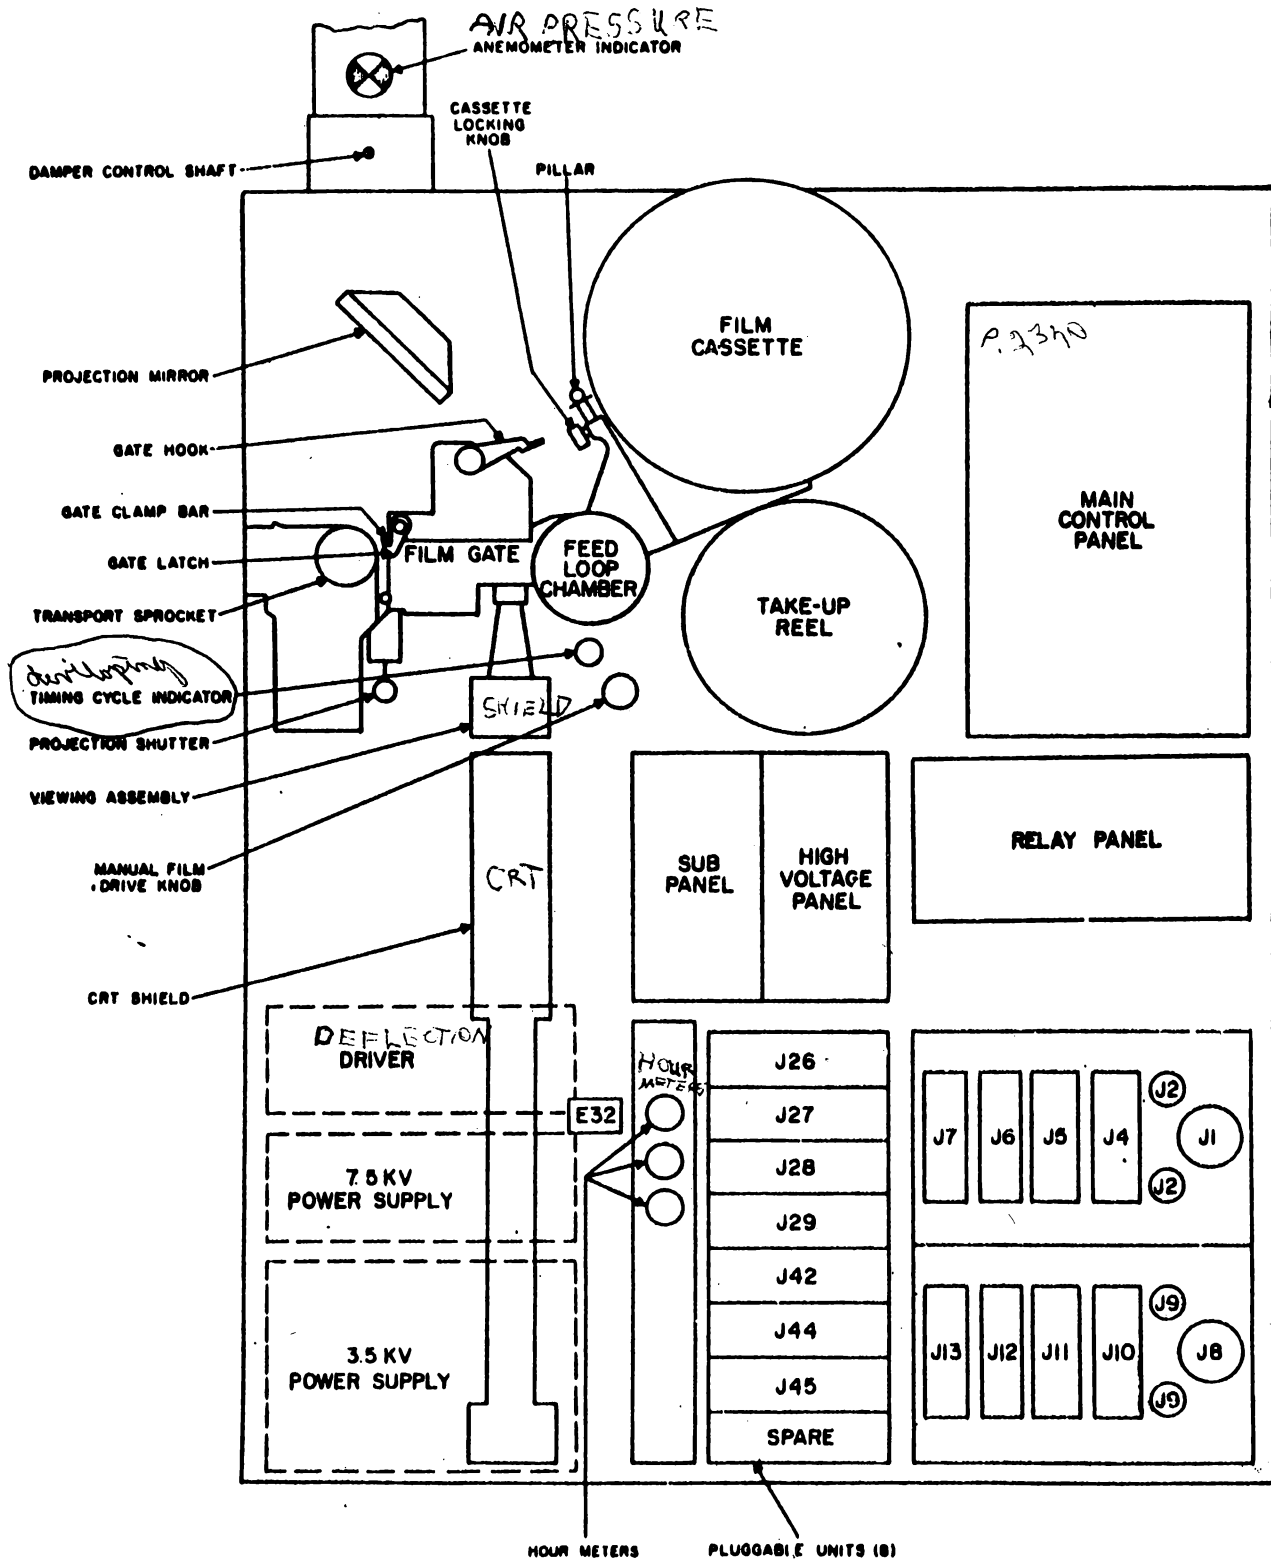 AIR PRESSURE
ANEMOMETER INDICATOR
CASSETTE
LOCKING
KNOB
DAMPER CONTROL SHAFT
PILLAR
FILM
CASSETTE
P. 2320
PROJECTION MIRROR
GATE HOOK
GATE CLAMP BAR
GATE LATCH
FILM GATE
FEED
LOOP
CHAMBER
MAIN
CONTROL
PANEL
TRANSPORT SPROCKET
TAKE-UP
REEL
developing
TIMING CYCLE INDICATOR
SHIELD
PROJECTION SHUTTER
VIEWING ASSEMBLY
MANUAL FILM
DRIVE KNOB
CRT
SUB
PANEL
HIGH
VOLTAGE
PANEL
RELAY PANEL
CRT SHIELD
DEFLECTION
DRIVER
E32
HOUR
METERS
7.5 KV
POWER SUPPLY
3.5 KV
POWER SUPPLY
J26
J27
J28
J29
J42
J44
J45
SPARE
J7
J6
J5
J4
J2
J1
J2
J13
J12
J11
J10
J9
J8
J9
HOUR METERS
PLUGGABLE UNITS (8)